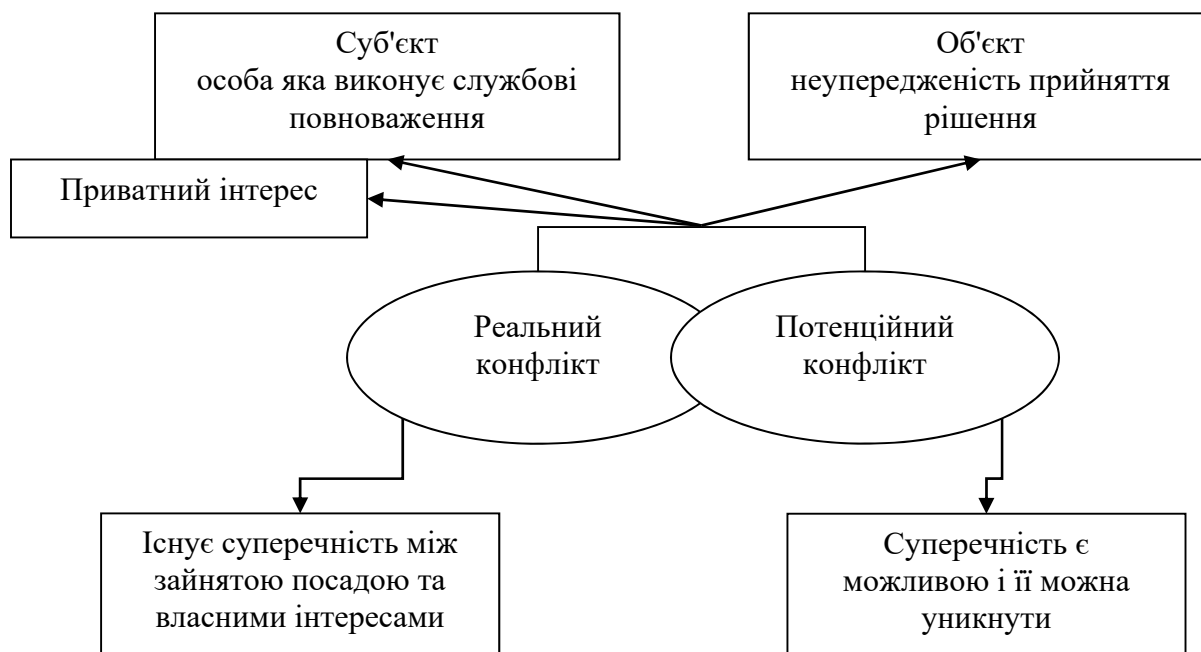 Суб'єкт
особа яка виконує службові
повноваження
Об'єкт
неупередженість прийняття
рішення
Приватний інтерес
Реальний
конфлікт
Потенційний
конфлікт
Існує суперечність між
зайнятою посадою та
власними інтересами
Суперечність є
можливою і її можна
уникнути